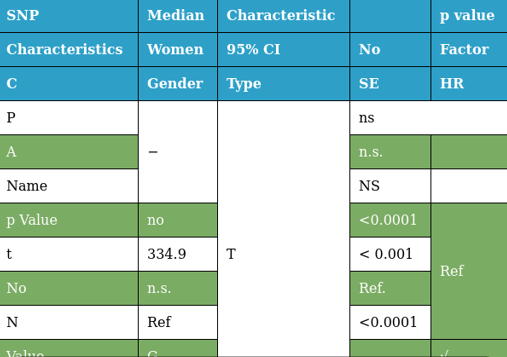 SNP Median Characteristic p value
Characteristics Women 95% CI No Factor
C Gender Type SE HR
P ns
A − n.s.
Name NS
p Value no <0.0001
t 334.9 T < 0.001
Ref
No n.s. Ref.
N Ref <0.0001
Value G √